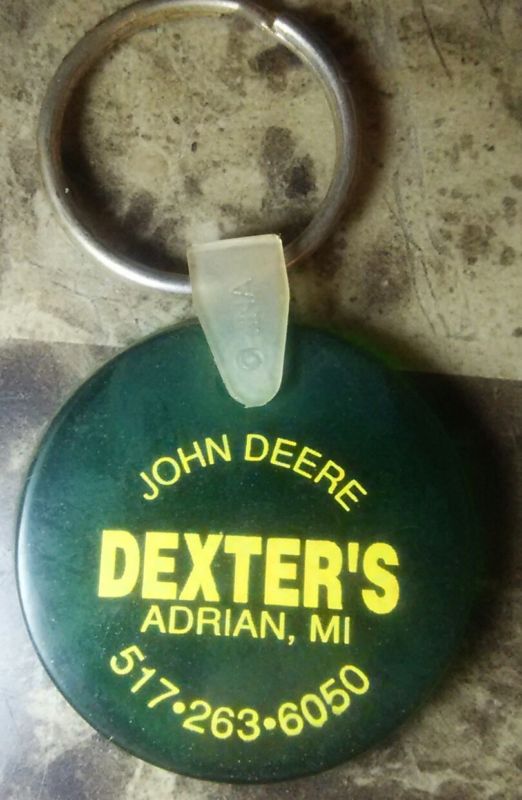 JOHN DEERE
DEXTER'S
ADRIAN, MI
517•263•6050